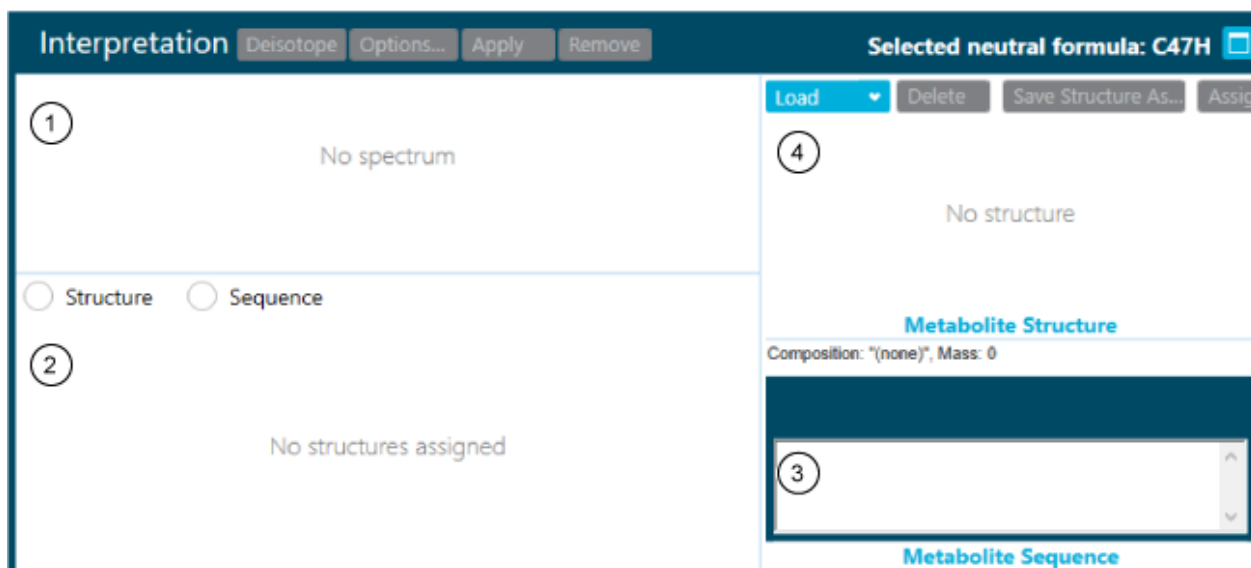 Interpretation Deisotope Options... Apply Remove Selected neutral formula: C47H
Load Delete Save Structure As... Assig
1
No spectrum
4
No structure
Structure Sequence
Metabolite Structure
Composition: "(none)", Mass: 0
2
No structures assigned
3
Metabolite Sequence